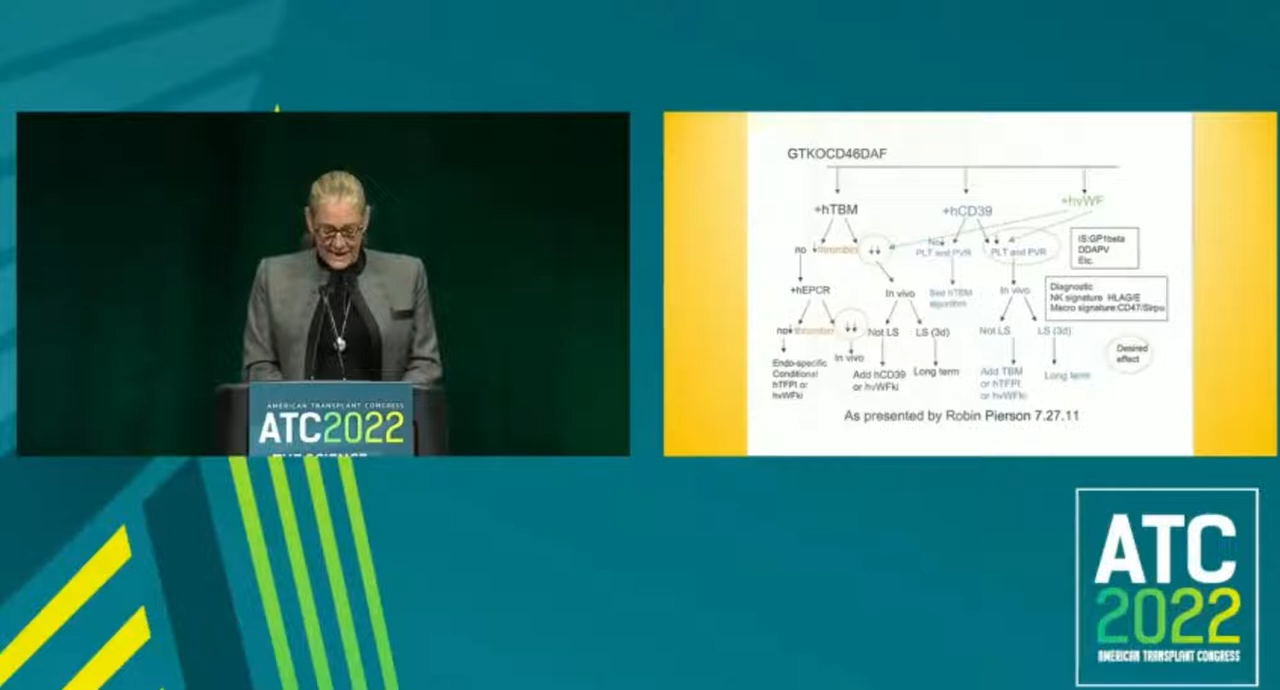 AMERICAN TRANSPLANT CONGRESS
ATC2022
GTKOCD46DAF
+hTBM
+hCD39
+hvWF
no
thrombin
No
PLT and PVR
PLT and PVR
IS:GP1beta
DDAPV
Etc.
+hEPCR
In vivo
See hTBM
algorithm
In vivo
Diagnostic
NK signature HLAG/E
Macro signature:CD47/Sirpα
no
thrombin
Not LS
LS (3d)
Not LS
LS (3d)
Desired
effect
Endo-specific
Conditional
hTFPI or
hvWFki
In vivo
Add hCD39
or hvWFki
Long term
Add TBM
or hTFPI
or hvWFki
Long term
As presented by Robin Pierson 7.27.11
ATC
2022
AMERICAN TRANSPLANT CONGRESS